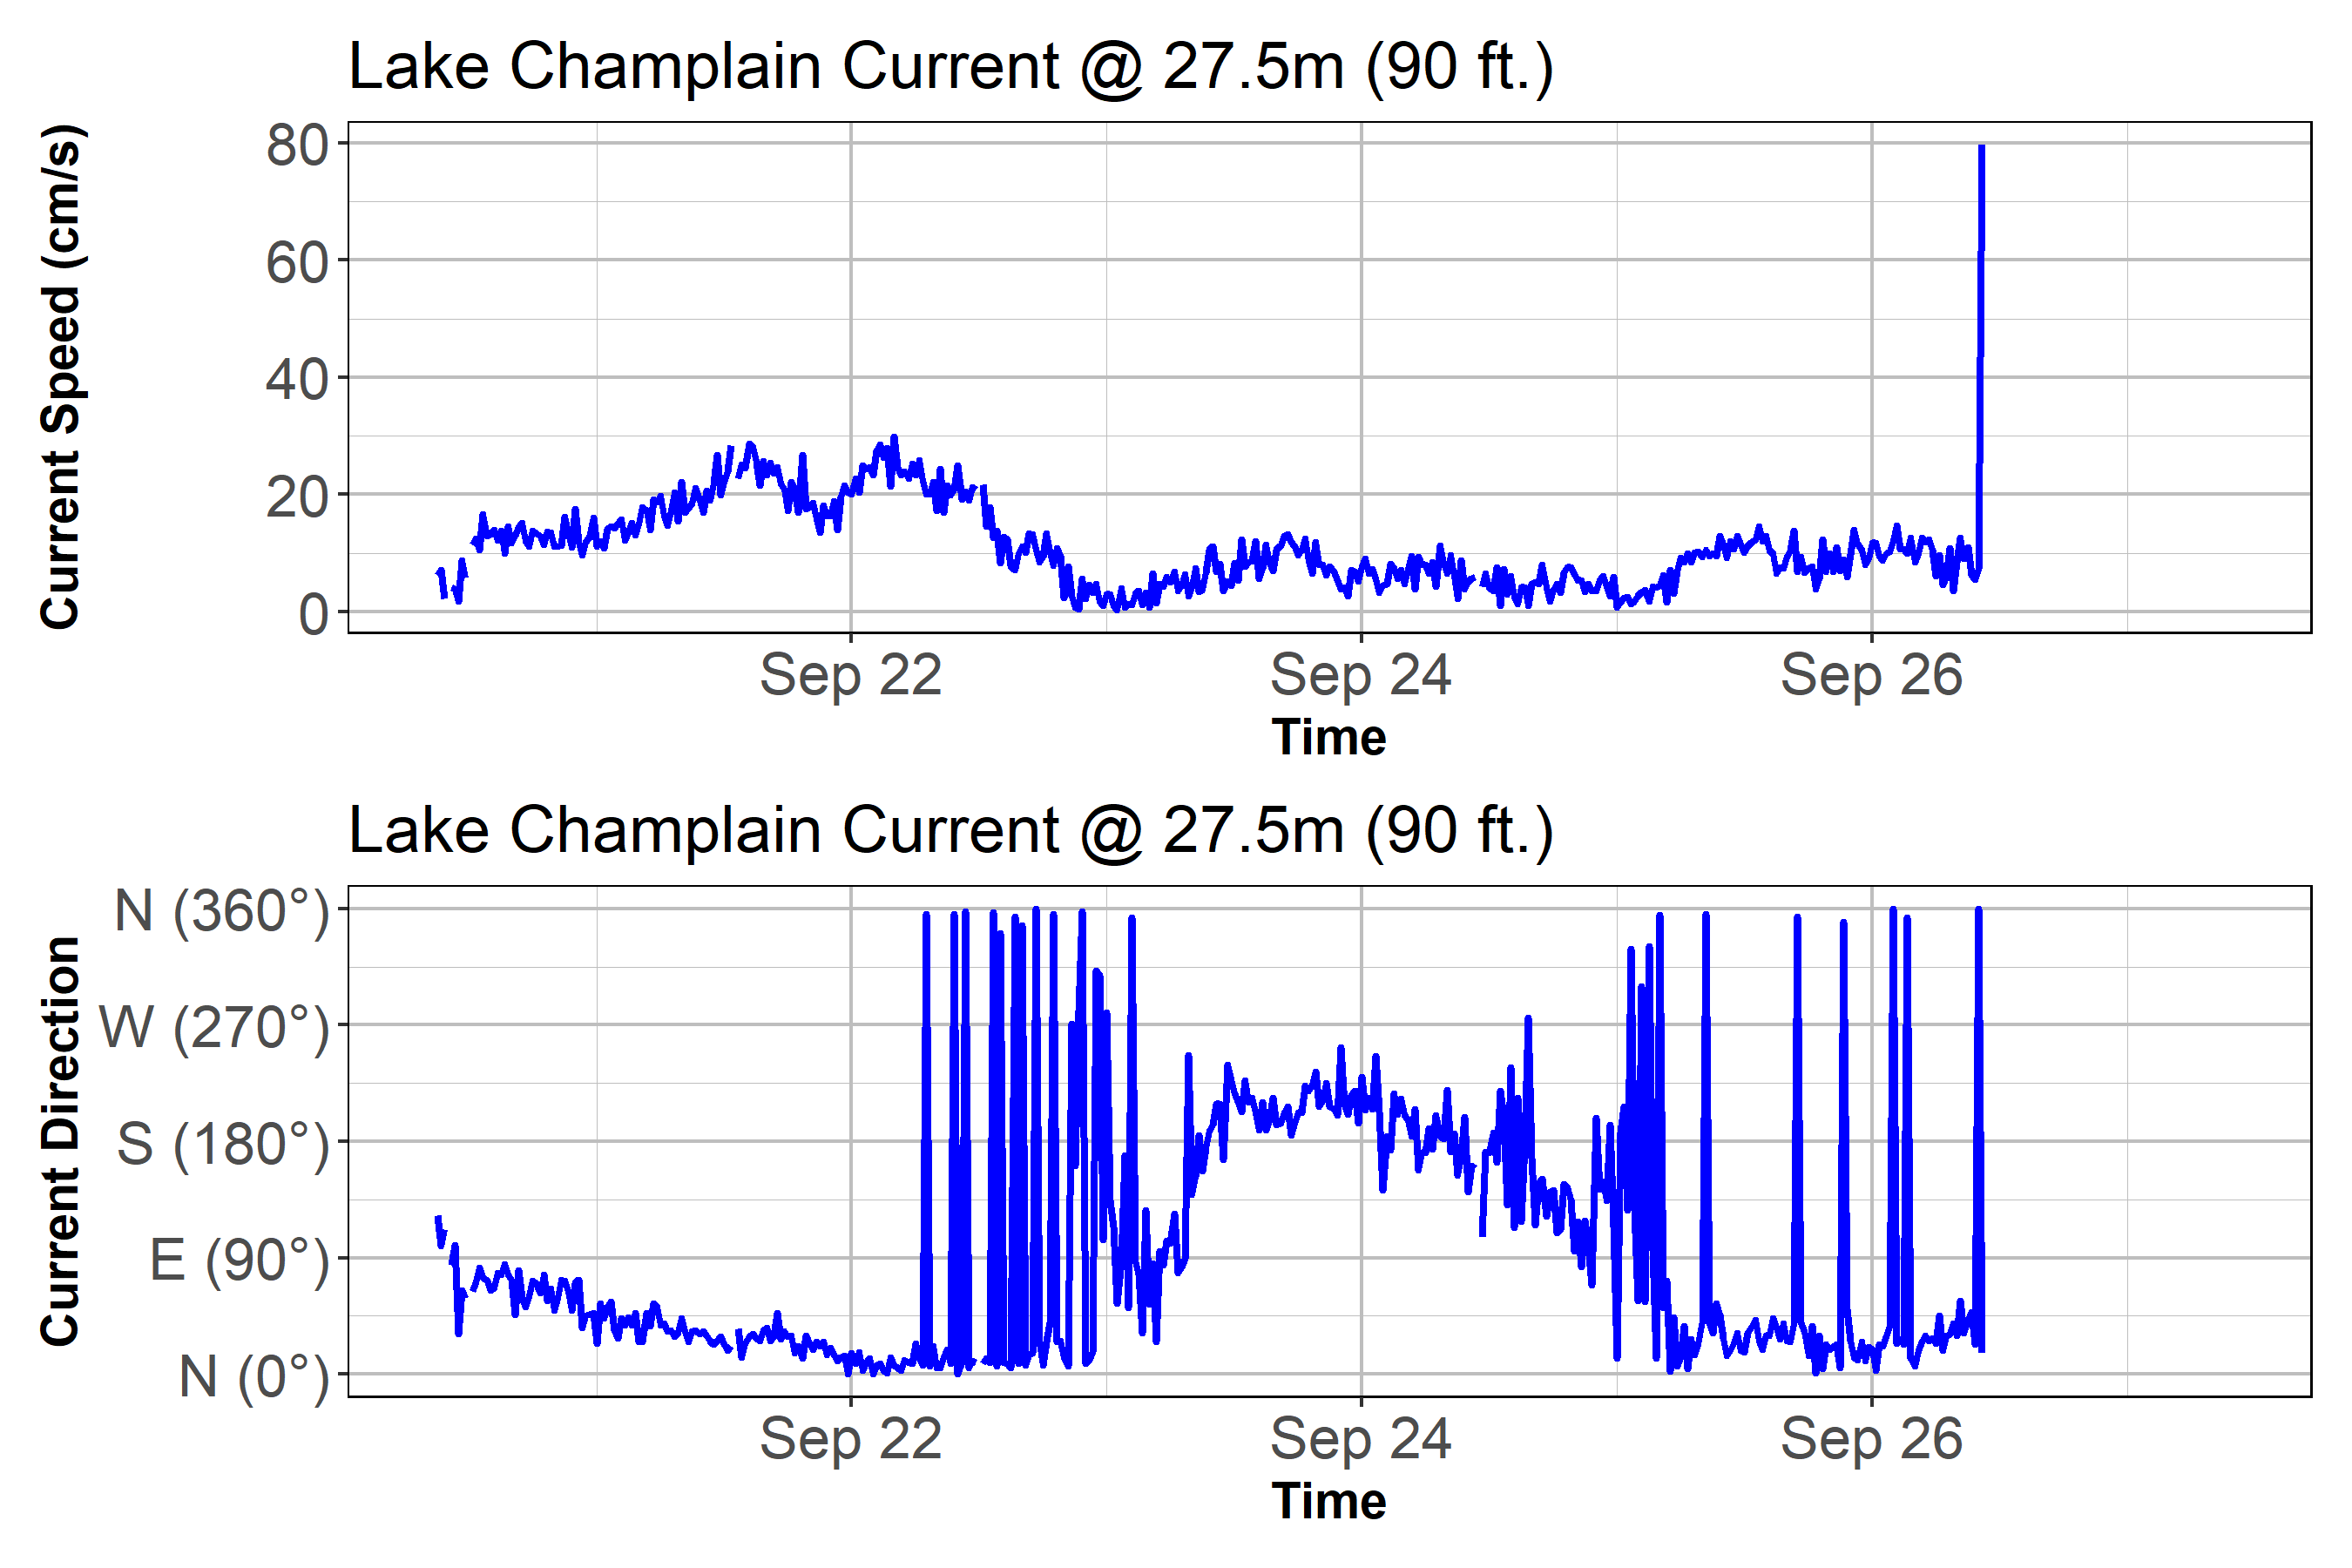 Lake Champlain Current @ 27.5m (90 ft.)
Current Speed (cm/s)
80
60
40
20
0
Sep 22 Sep 24 Sep 26
Time
Lake Champlain Current @ 27.5m (90 ft.)
Current Direction
N (360°)
W (270°)
S (180°)
E (90°)
N (0°)
Sep 22 Sep 24 Sep 26
Time